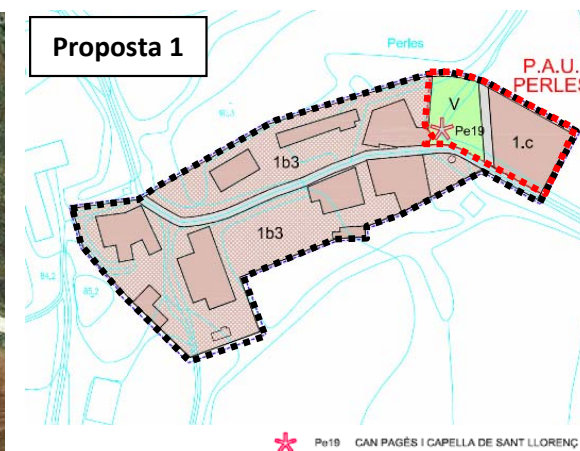 Proposta 1
Perles
P.A.U.
PERLES
V
Pe19
1.c
1b3
1b3
Pe19 CAN PAGÈS I CAPELLA DE SANT LLORENÇ